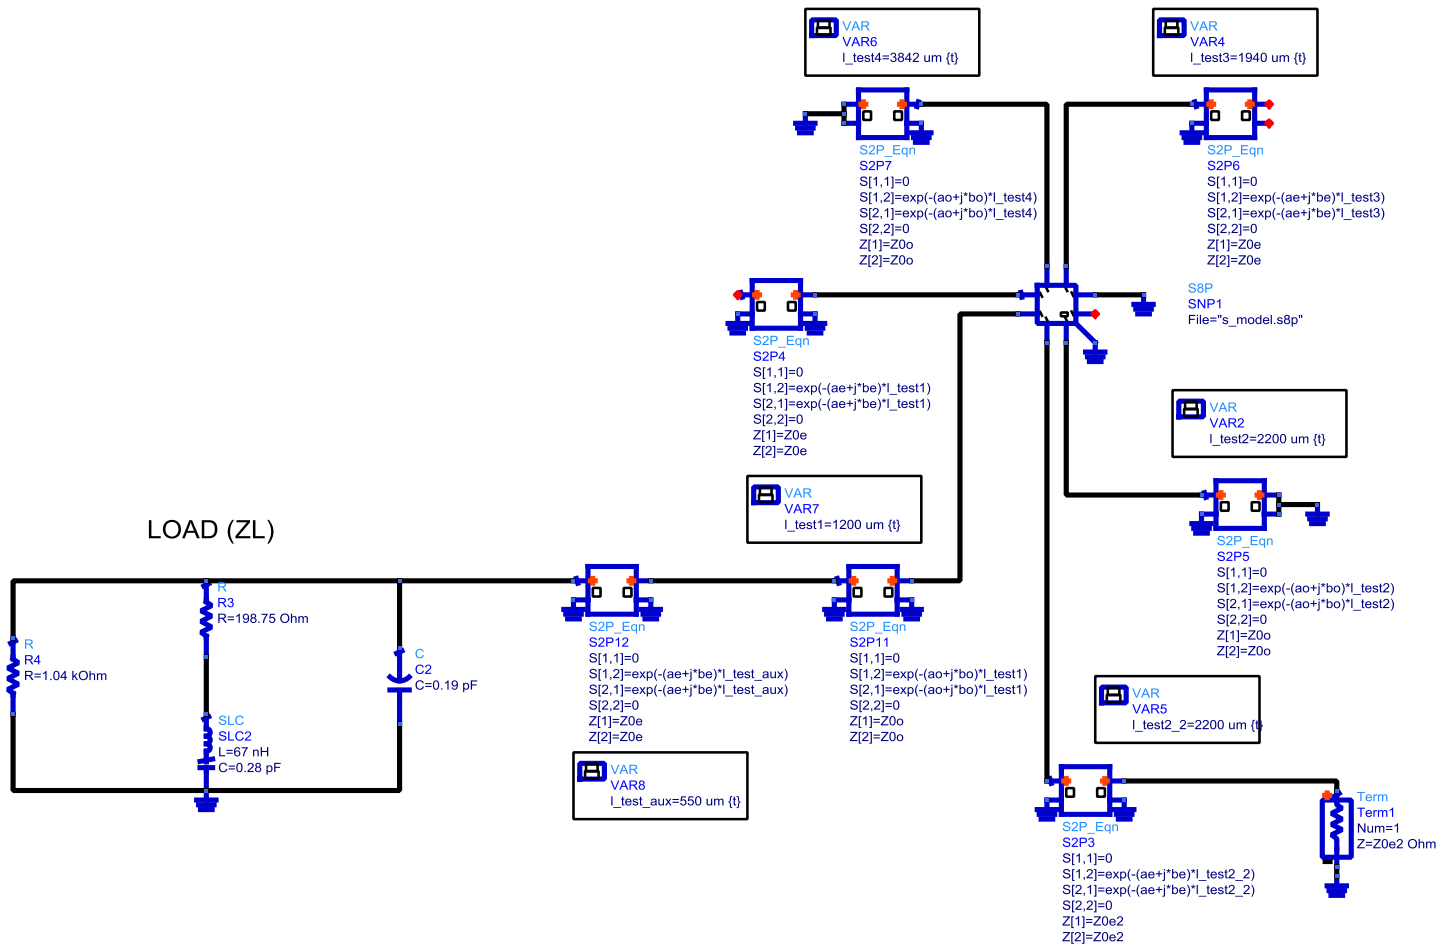 VAR
VAR6
l_test4=3842 um {t}
VAR
VAR4
l_test3=1940 um {t}
S2P_Eqn
S2P7
S[1,1]=0
S[1,2]=exp(-(ao+j*bo)*l_test4)
S[2,1]=exp(-(ao+j*bo)*l_test4)
S[2,2]=0
Z[1]=Z0o
Z[2]=Z0o
S2P_Eqn
S2P6
S[1,1]=0
S[1,2]=exp(-(ae+j*be)*l_test3)
S[2,1]=exp(-(ae+j*be)*l_test3)
S[2,2]=0
Z[1]=Z0e
Z[2]=Z0e
S8P
SNP1
File="s_model.s8p"
S2P_Eqn
S2P4
S[1,1]=0
S[1,2]=exp(-(ae+j*be)*l_test1)
S[2,1]=exp(-(ae+j*be)*l_test1)
S[2,2]=0
Z[1]=Z0e
Z[2]=Z0e
VAR
VAR2
l_test2=2200 um {t}
VAR
VAR7
l_test1=1200 um {t}
LOAD (ZL)
S2P_Eqn
S2P5
S[1,1]=0
S[1,2]=exp(-(ao+j*bo)*l_test2)
S[2,1]=exp(-(ao+j*bo)*l_test2)
S[2,2]=0
Z[1]=Z0o
Z[2]=Z0o
R
R3
R=198.75 Ohm
R
R4
R=1.04 kOhm
C
C2
C=0.19 pF
SLC
SLC2
L=67 nH
C=0.28 pF
S2P_Eqn
S2P12
S[1,1]=0
S[1,2]=exp(-(ae+j*be)*l_test_aux)
S[2,1]=exp(-(ae+j*be)*l_test_aux)
S[2,2]=0
Z[1]=Z0e
Z[2]=Z0e
S2P_Eqn
S2P11
S[1,1]=0
S[1,2]=exp(-(ao+j*bo)*l_test1)
S[2,1]=exp(-(ao+j*bo)*l_test1)
S[2,2]=0
Z[1]=Z0o
Z[2]=Z0o
VAR
VAR5
l_test2_2=2200 um {t}
VAR
VAR8
l_test_aux=550 um {t}
Term
Term1
Num=1
Z=Z0e2 Ohm
S2P_Eqn
S2P3
S[1,1]=0
S[1,2]=exp(-(ae+j*be)*l_test2_2)
S[2,1]=exp(-(ae+j*be)*l_test2_2)
S[2,2]=0
Z[1]=Z0e2
Z[2]=Z0e2